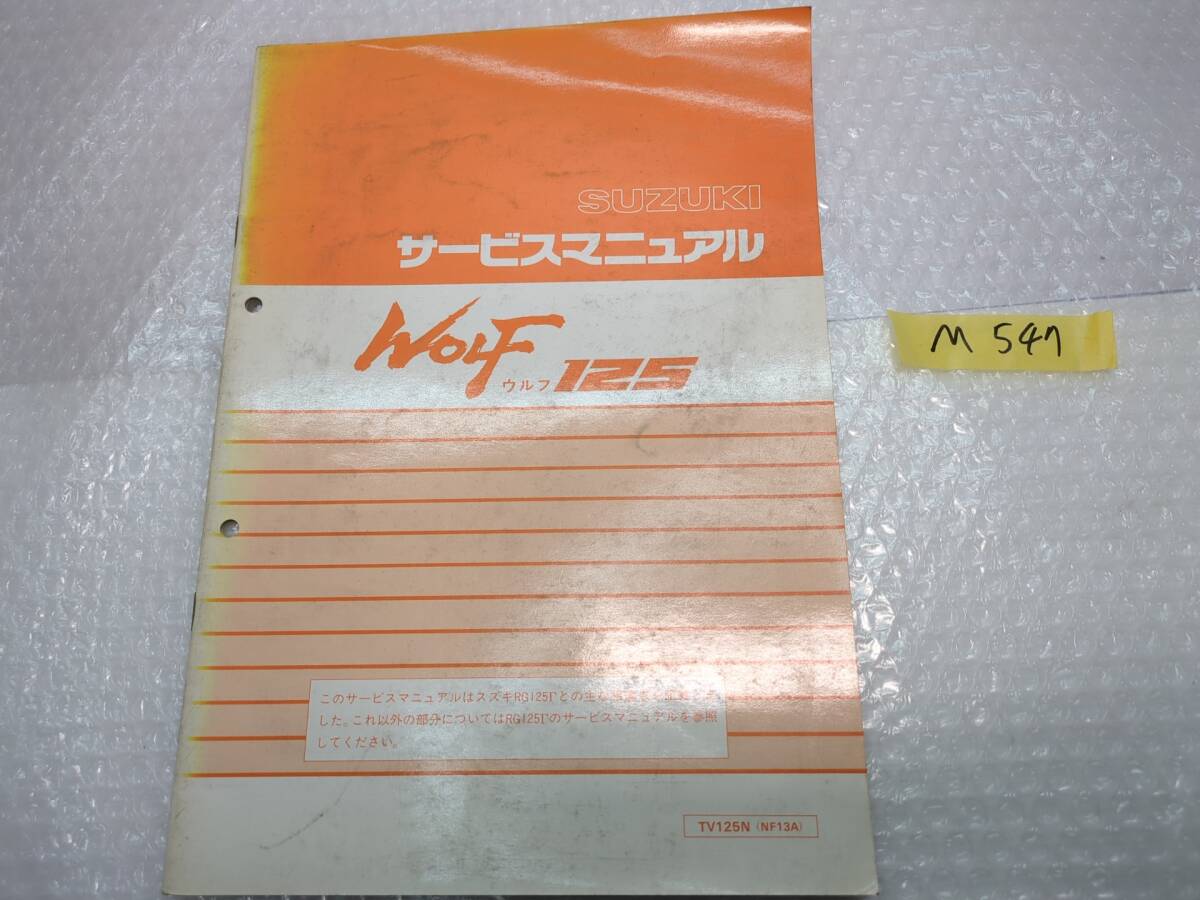 SUZUKI
サービスマニュアル
WOLF
ウルフ 125
M 547
このサービスマニュアルはスズキRG125Γとの主な
した。これ以外の部分についてはRG125Γのサービスマニュアルを参照
してください。
TV125N (NF13A)